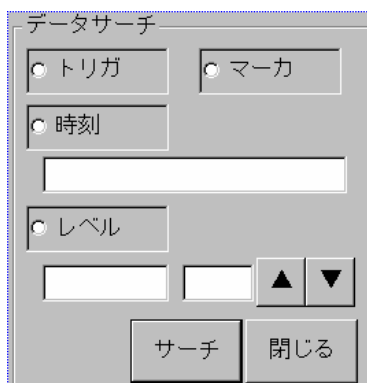 データサーチ
トリガ マーカ
時刻
レベル
▲ ▼
サーチ 閉じる